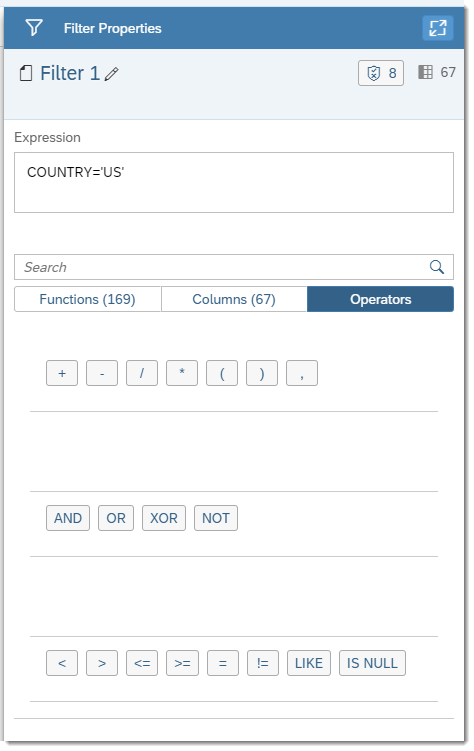 Filter Properties
Filter 1 8 67
Expression
COUNTRY='US'
Search
Functions (169) Columns (67) Operators
+ - / * ( ) ,
AND OR XOR NOT
< > <= >= = != LIKE IS NULL